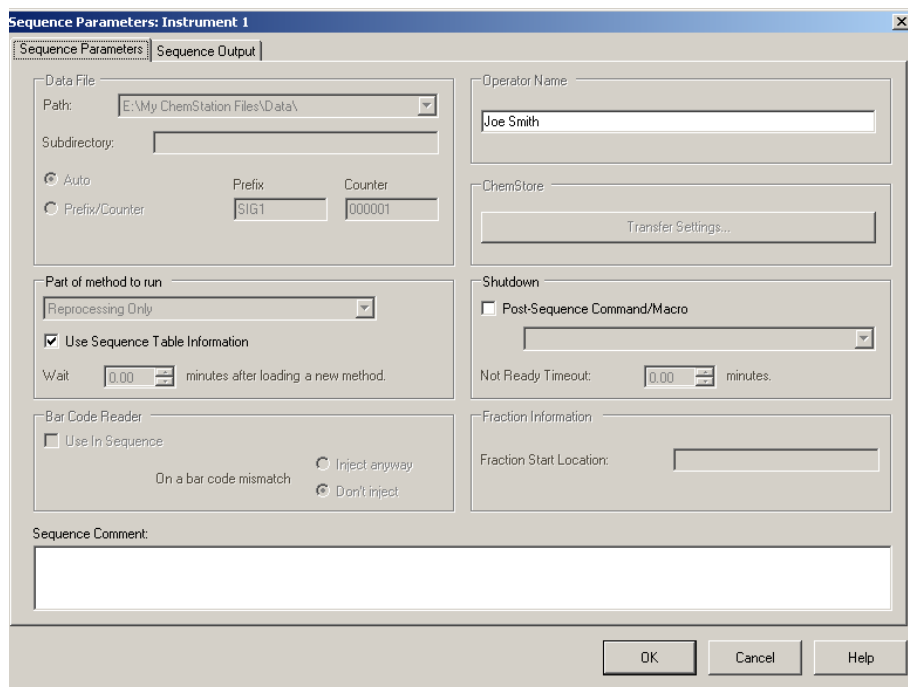 Sequence Parameters: Instrument 1
Sequence Parameters Sequence Output
Data File
Path: E:\My ChemStation Files\Data\
Subdirectory:
Auto
Prefix Counter
Prefix/Counter SIG1 000001
Operator Name
Joe Smith
ChemStore
Transfer Settings...
Part of method to run
Reprocessing Only
Use Sequence Table Information
Wait 0.00 minutes after loading a new method.
Shutdown
Post-Sequence Command/Macro
Not Ready Timeout: 0.00 minutes.
Bar Code Reader
Use In Sequence
On a bar code mismatch
Inject anyway
Don't inject
Fraction Information
Fraction Start Location:
Sequence Comment:
OK Cancel Help